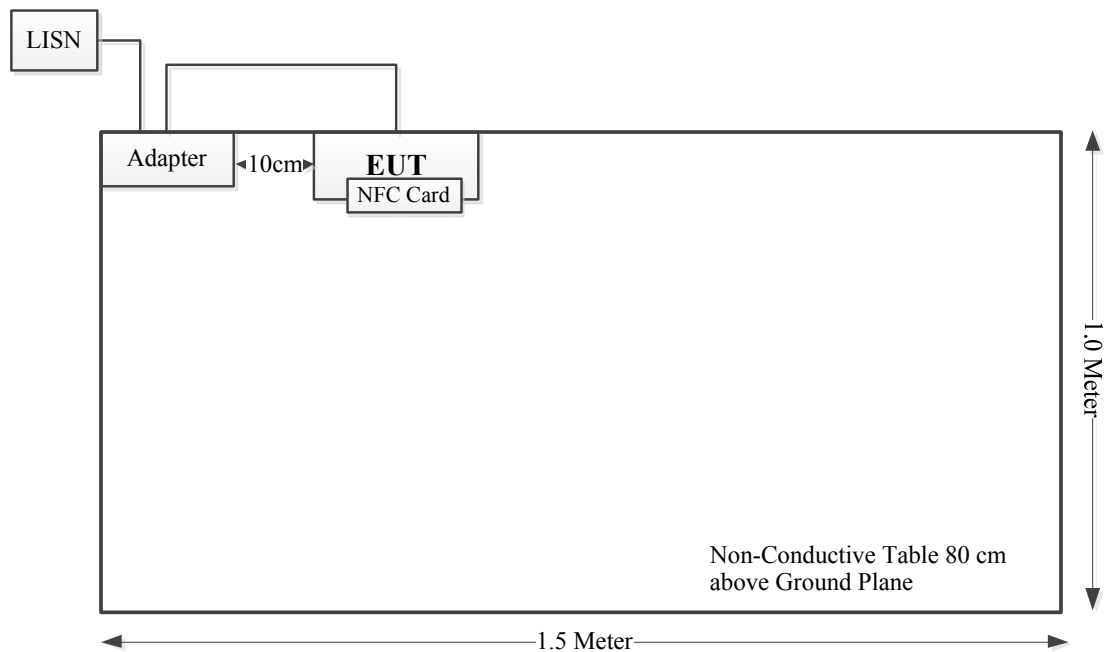 LISN
Adapter
10cm
EUT
NFC Card
1.0 Meter
Non-Conductive Table 80 cm
above Ground Plane
1.5 Meter